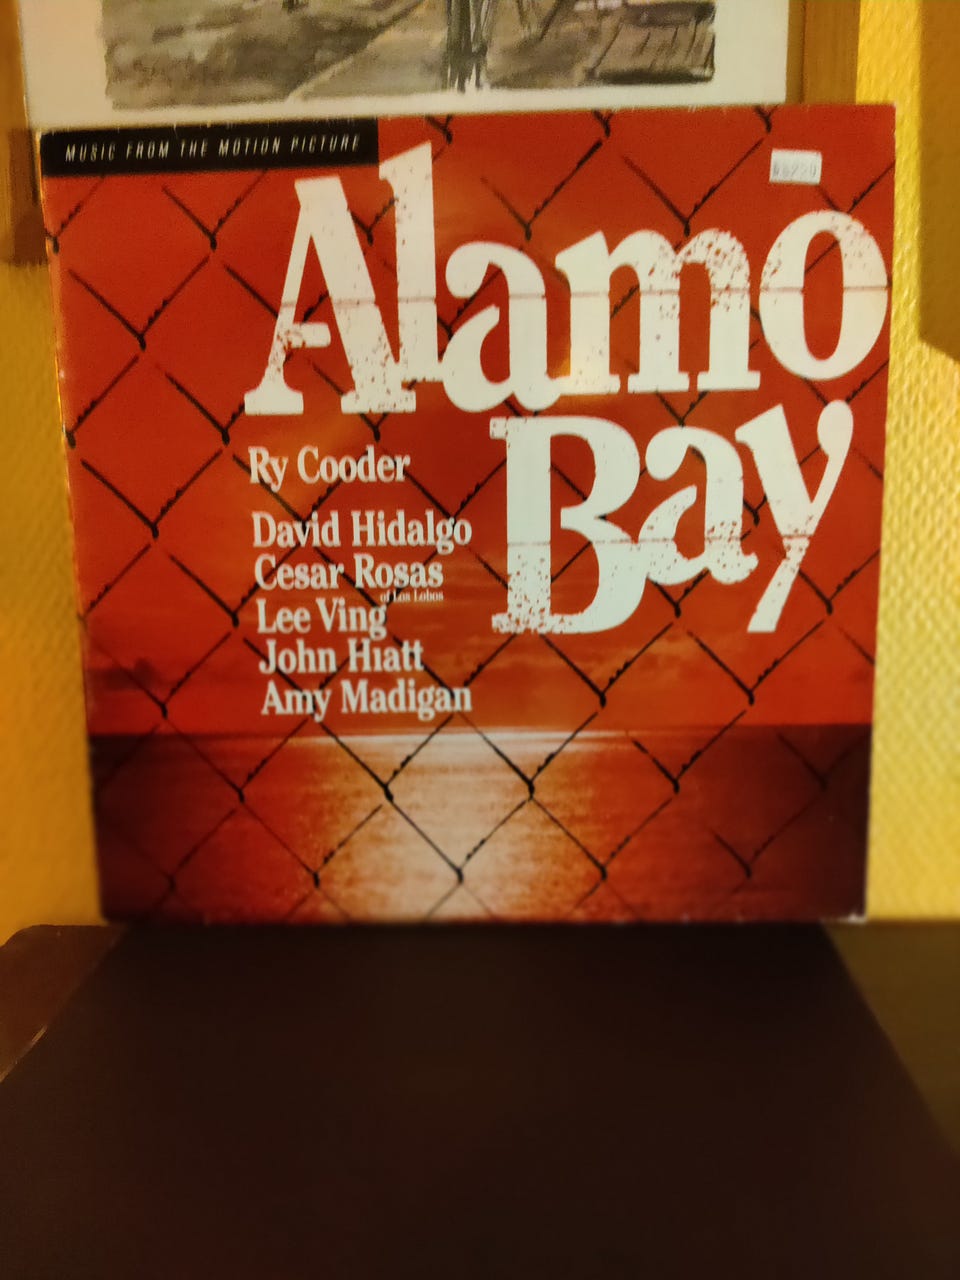 MUSIC FROM THE MOTION PICTURE
Alamo
Bay
Ry Cooder
David Hidalgo
Cesar Rosas
of Los Lobos
Lee Ving
John Hiatt
Amy Madigan